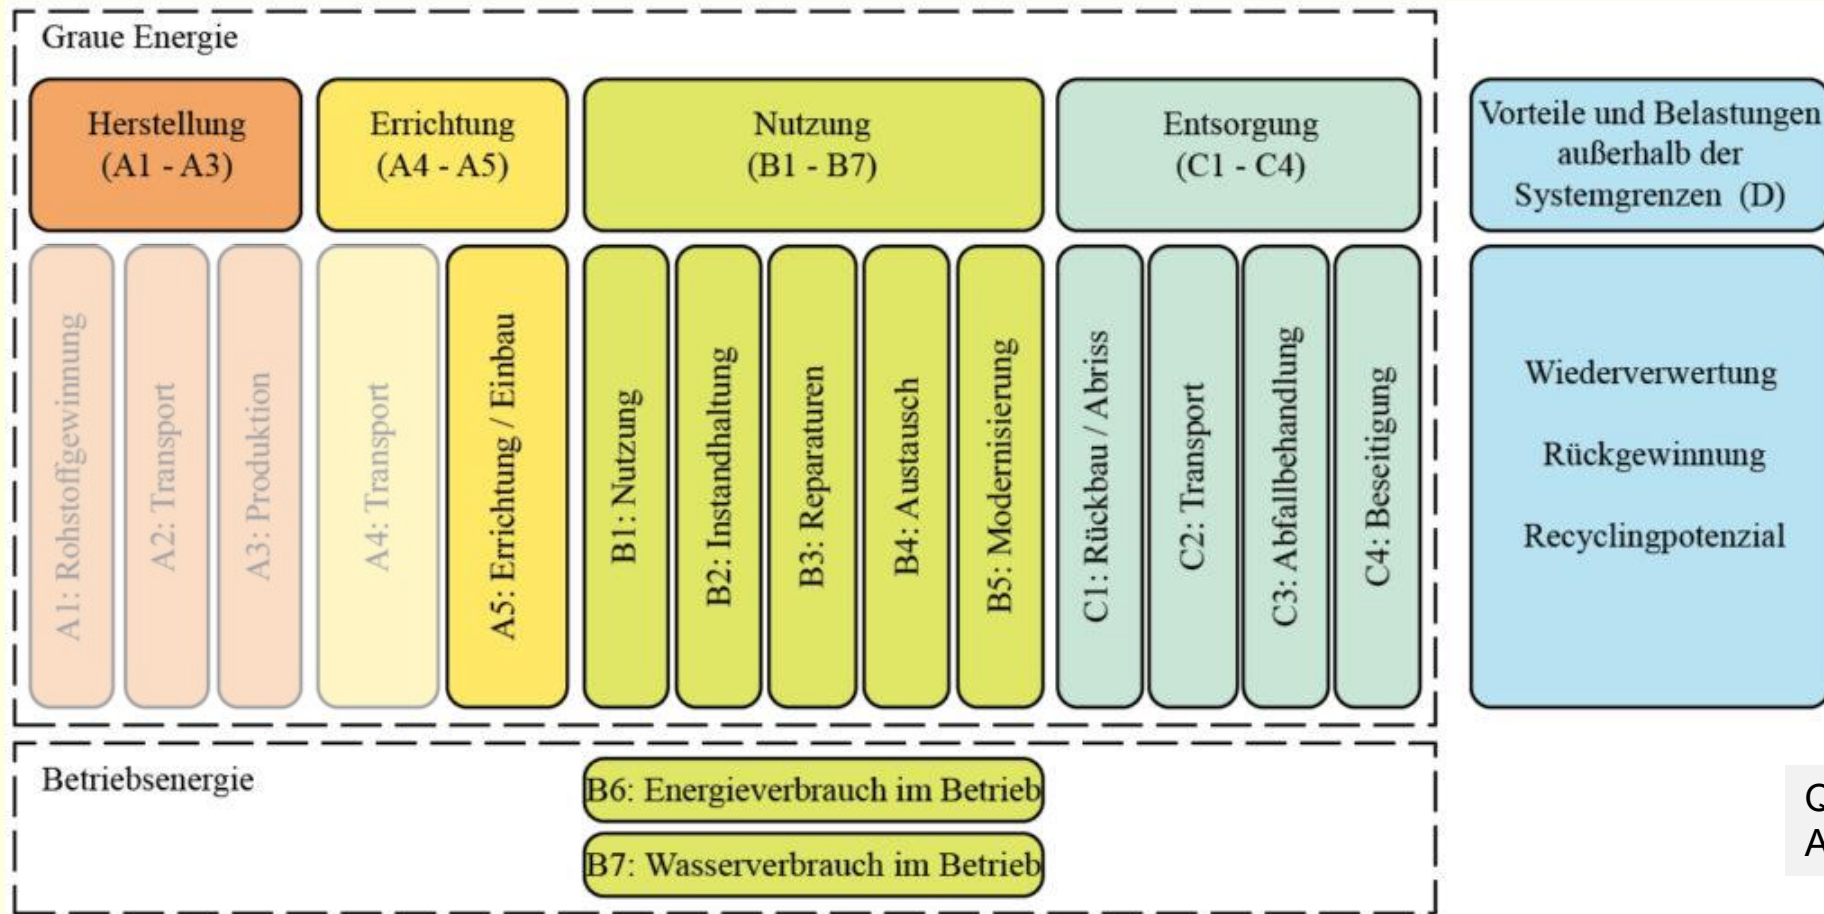 Graue Energie
Herstellung
(A1 - A3)
Errichtung
(A4 - A5)
Nutzung
(B1 - B7)
Entsorgung
(C1 - C4)
Vorteile und Belastungen
außerhalb der
Systemgrenzen (D)
A1: Rohstoffgewinnung
A2: Transport
A3: Produktion
A4: Transport
A5: Errichtung / Einbau
B1: Nutzung
B2: Instandhaltung
B3: Reparaturen
B4: Austausch
B5: Modernisierung
C1: Rückbau / Abriss
C2: Transport
C3: Abfallbehandlung
C4: Beseitigung
Wiederverwertung
Rückgewinnung
Recyclingpotenzial
Betriebsenergie
B6: Energieverbrauch im Betrieb
B7: Wasserverbrauch im Betrieb